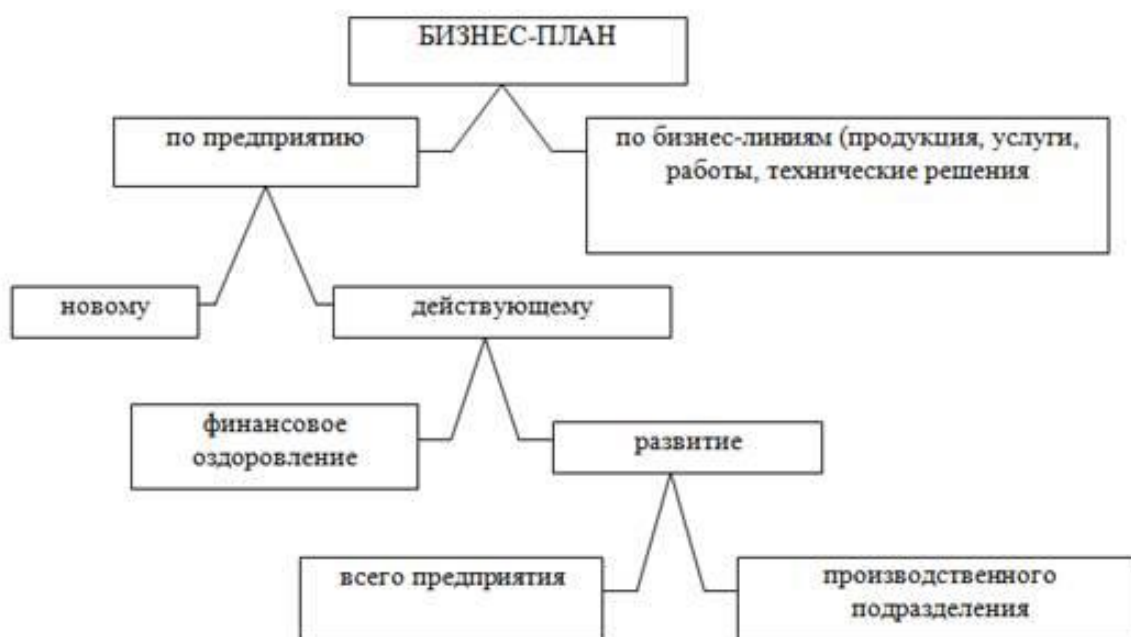 БИЗНЕС-ПЛАН
по предприятию
по бизнес-линиям (продукция, услуги,
работы, технические решения
новому
действующему
финансовое
оздоровление
развитие
всего предприятия
производственного
подразделения